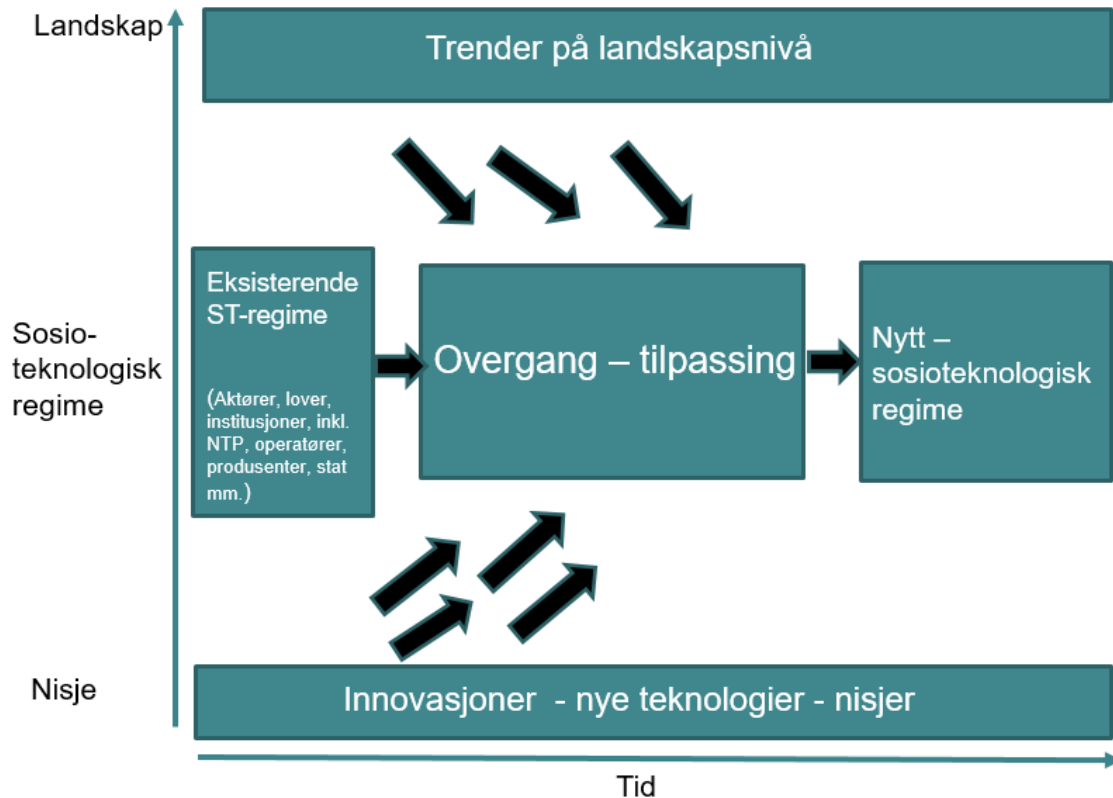 Landskap
Trender på landskapsnivå
Eksisterende
ST-regime
(Aktører, lover,
institusjoner, inkl.
NTP, operatører,
produsenter, stat
mm.)
Sosio-
teknologisk
regime
Overgang – tilpassing
Nytt –
sosioteknologisk
regime
Nisje
Innovasjoner - nye teknologier - nisjer
Tid